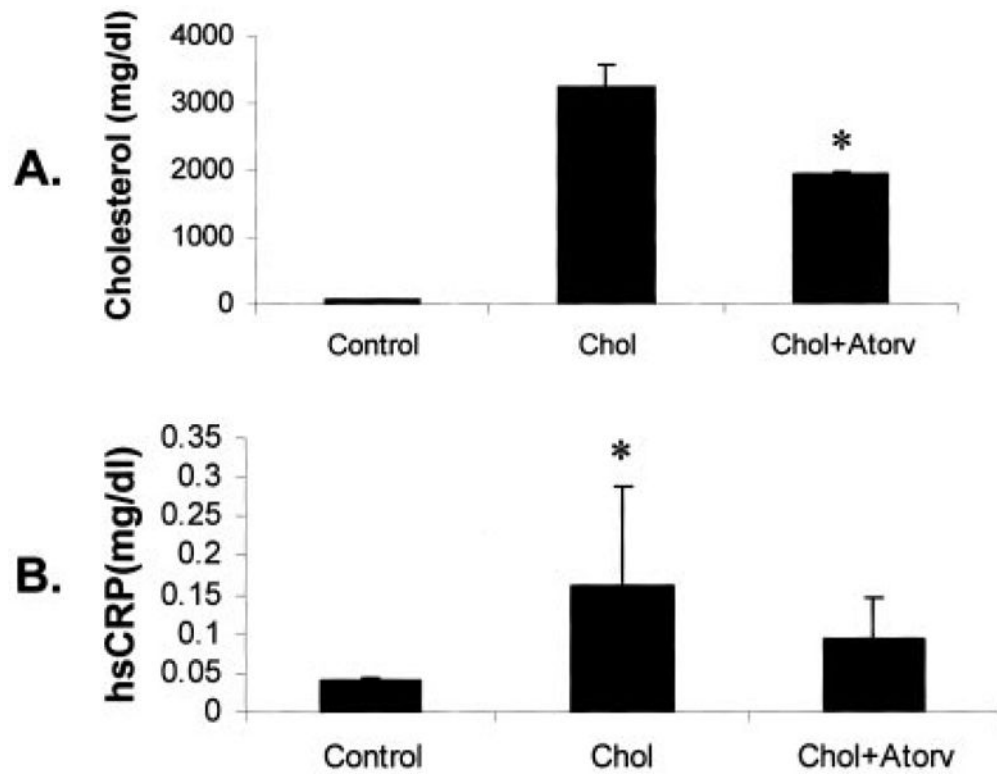 A.
Cholesterol (mg/dl)
4000
3000
2000
1000
0
*
Control Chol Chol+Atorv
B.
hsCRP(mg/dl)
0.35
0.3
0.25
0.2
0.15
0.1
0.05
0
*
Control Chol Chol+Atorv